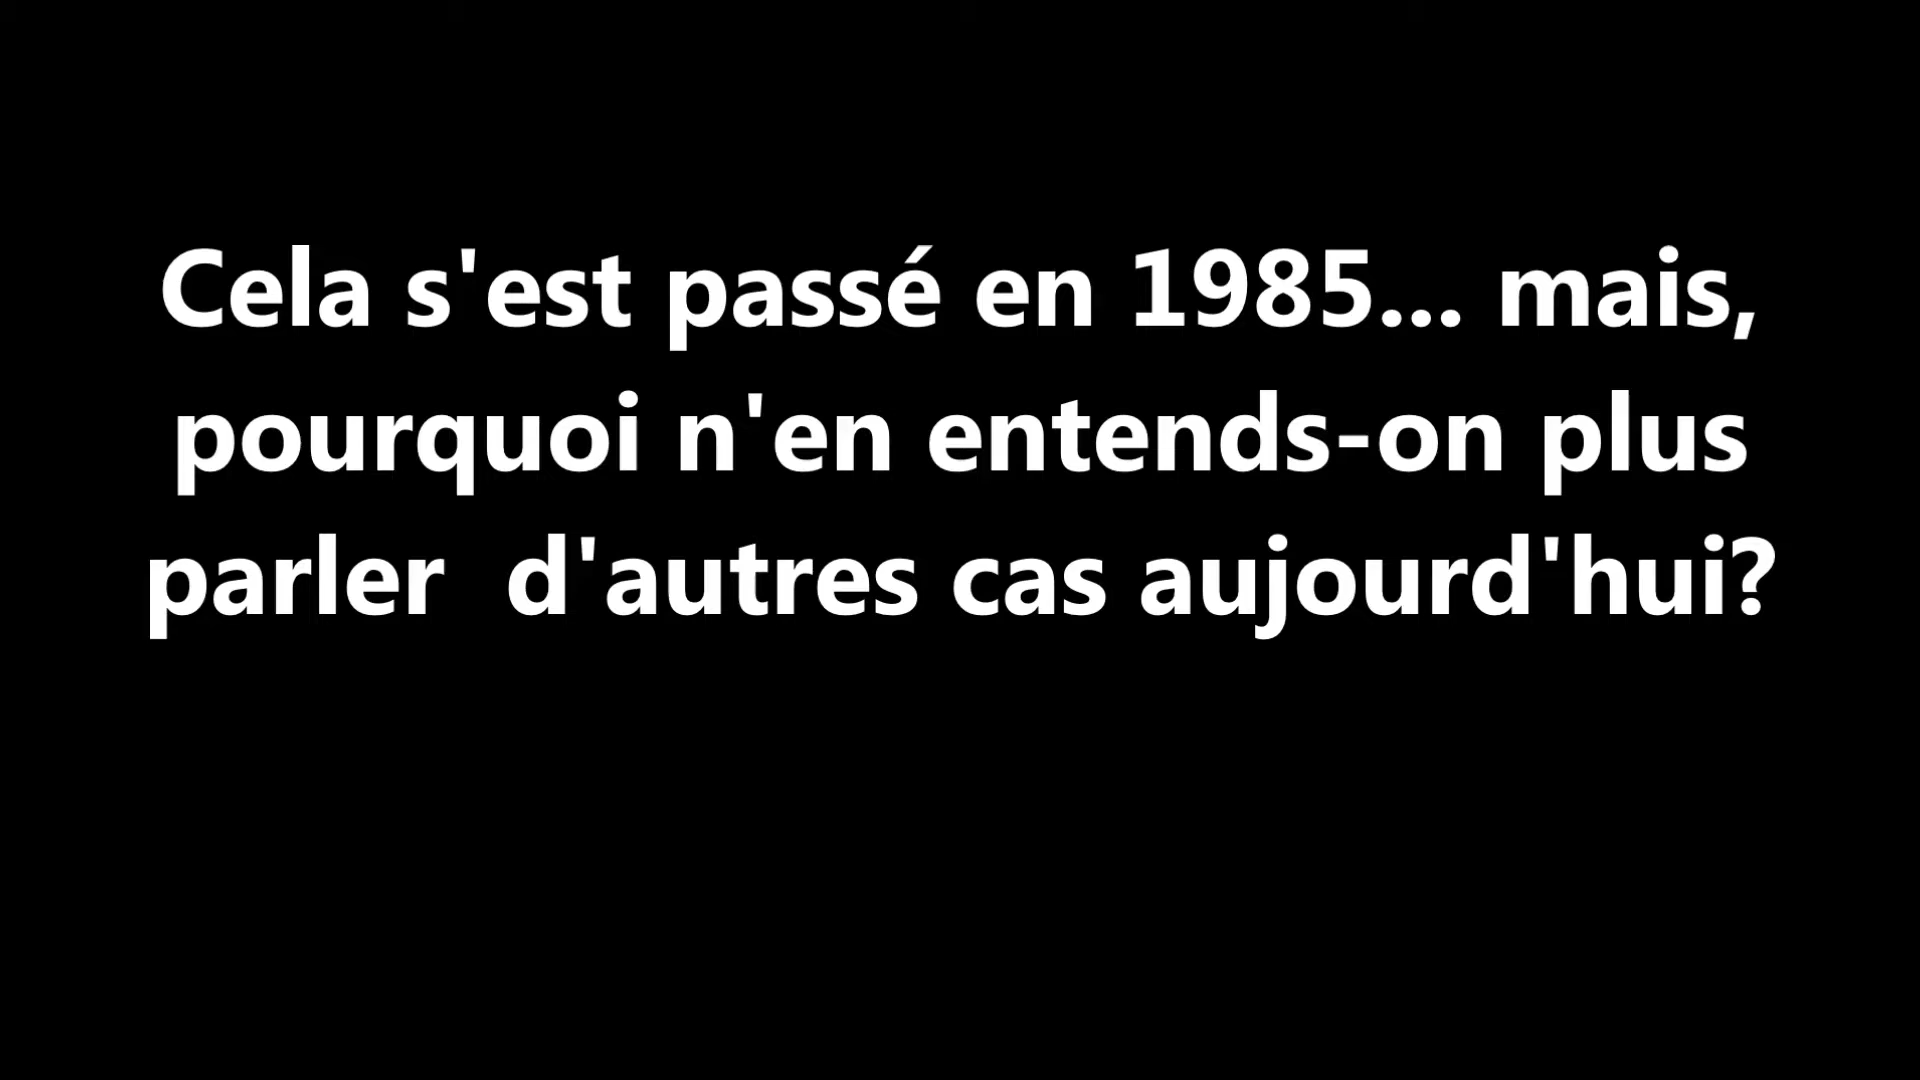 Cela s'est passé en 1985... mais,
pourquoi n'en entends-on plus
parler  d'autres cas aujourd'hui?